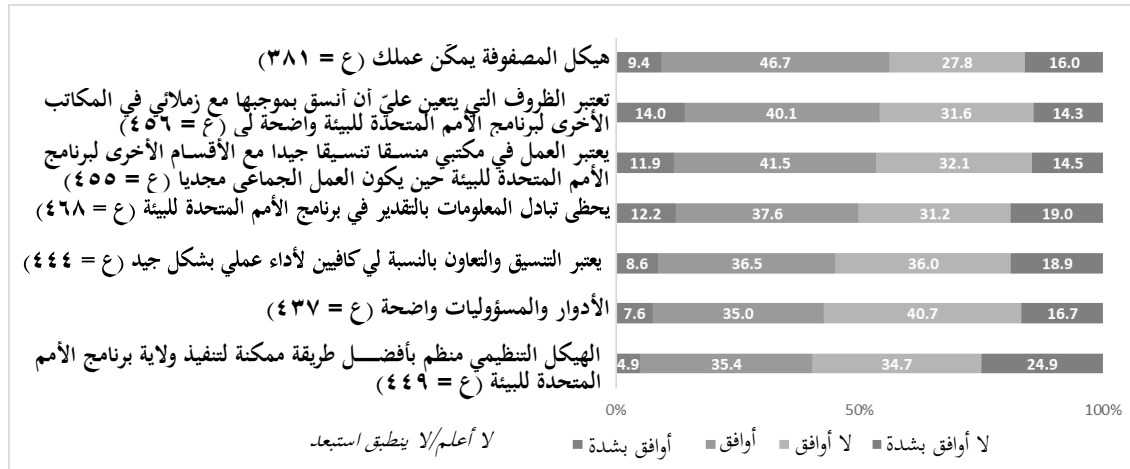 هيكل المصفوفة يمكّن عملك (ع = ٣٨١)
9.4 46.7 27.8 16.0
تعتبر الظروف التي يتعين عليّ أن أنسق بموجبها مع زملائي في المكاتب
الأخرى لبرنامج الأمم المتحدة للبيئة واضحة لي (ع = ٤٥٦)
14.0 40.1 31.6 14.3
يعتبر العمل في مكتبي منسقا تنسيقا جيدا مع الأقسام الأخرى لبرنامج
الأمم المتحدة للبيئة حين يكون العمل الجماعي مجديا (ع = ٤٥٥)
11.9 41.5 32.1 14.5
يحظى تبادل المعلومات بالتقدير في برنامج الأمم المتحدة للبيئة (ع = ٤٦٨)
12.2 37.6 31.2 19.0
يعتبر التنسيق والتعاون بالنسبة لي كافيين لأداء عملي بشكل جيد (ع = ٤٤٤)
8.6 36.5 36.0 18.9
الأدوار والمسؤوليات واضحة (ع = ٤٣٧)
7.6 35.0 40.7 16.7
الهيكل التنظيمي منظم بأفضل طريقة ممكنة لتنفيذ ولاية برنامج الأمم
المتحدة للبيئة (ع = ٤٤٩)
4.9 35.4 34.7 24.9
0% 50% 100%
لا أوافق بشدة لا أوافق أوافق أوافق بشدة
لا أعلم/لا ينطبق استبعد